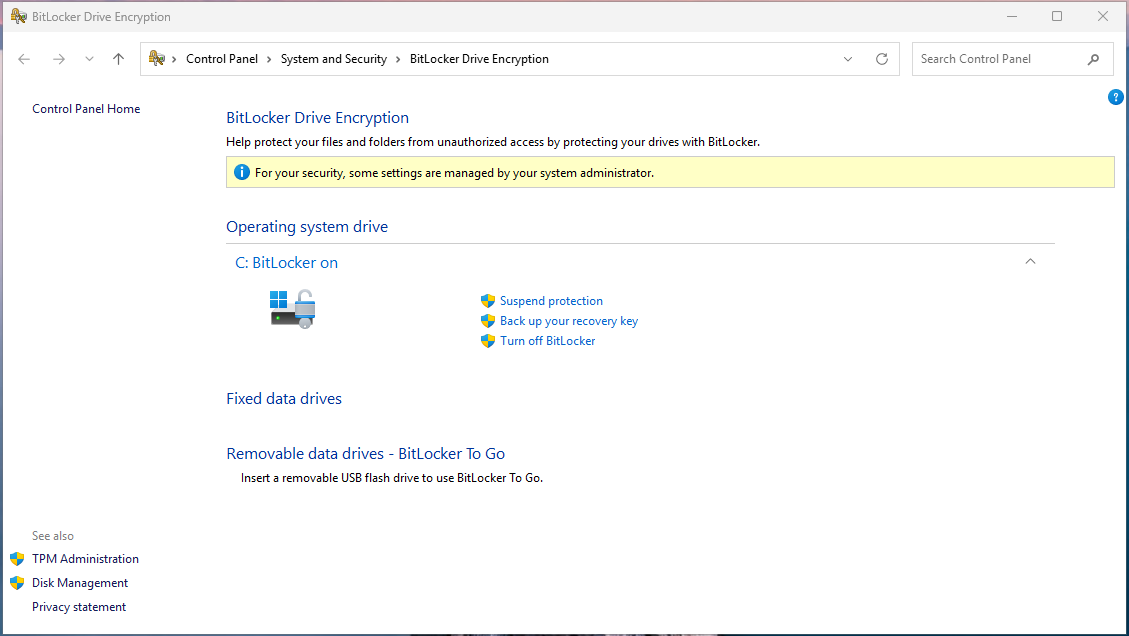 BitLocker Drive Encryption
Control Panel > System and Security > BitLocker Drive Encryption
Search Control Panel
Control Panel Home
BitLocker Drive Encryption
Help protect your files and folders from unauthorized access by protecting your drives with BitLocker.
For your security, some settings are managed by your system administrator.
Operating system drive
C: BitLocker on
Suspend protection
Back up your recovery key
Turn off BitLocker
Fixed data drives
Removable data drives - BitLocker To Go
Insert a removable USB flash drive to use BitLocker To Go.
See also
TPM Administration
Disk Management
Privacy statement